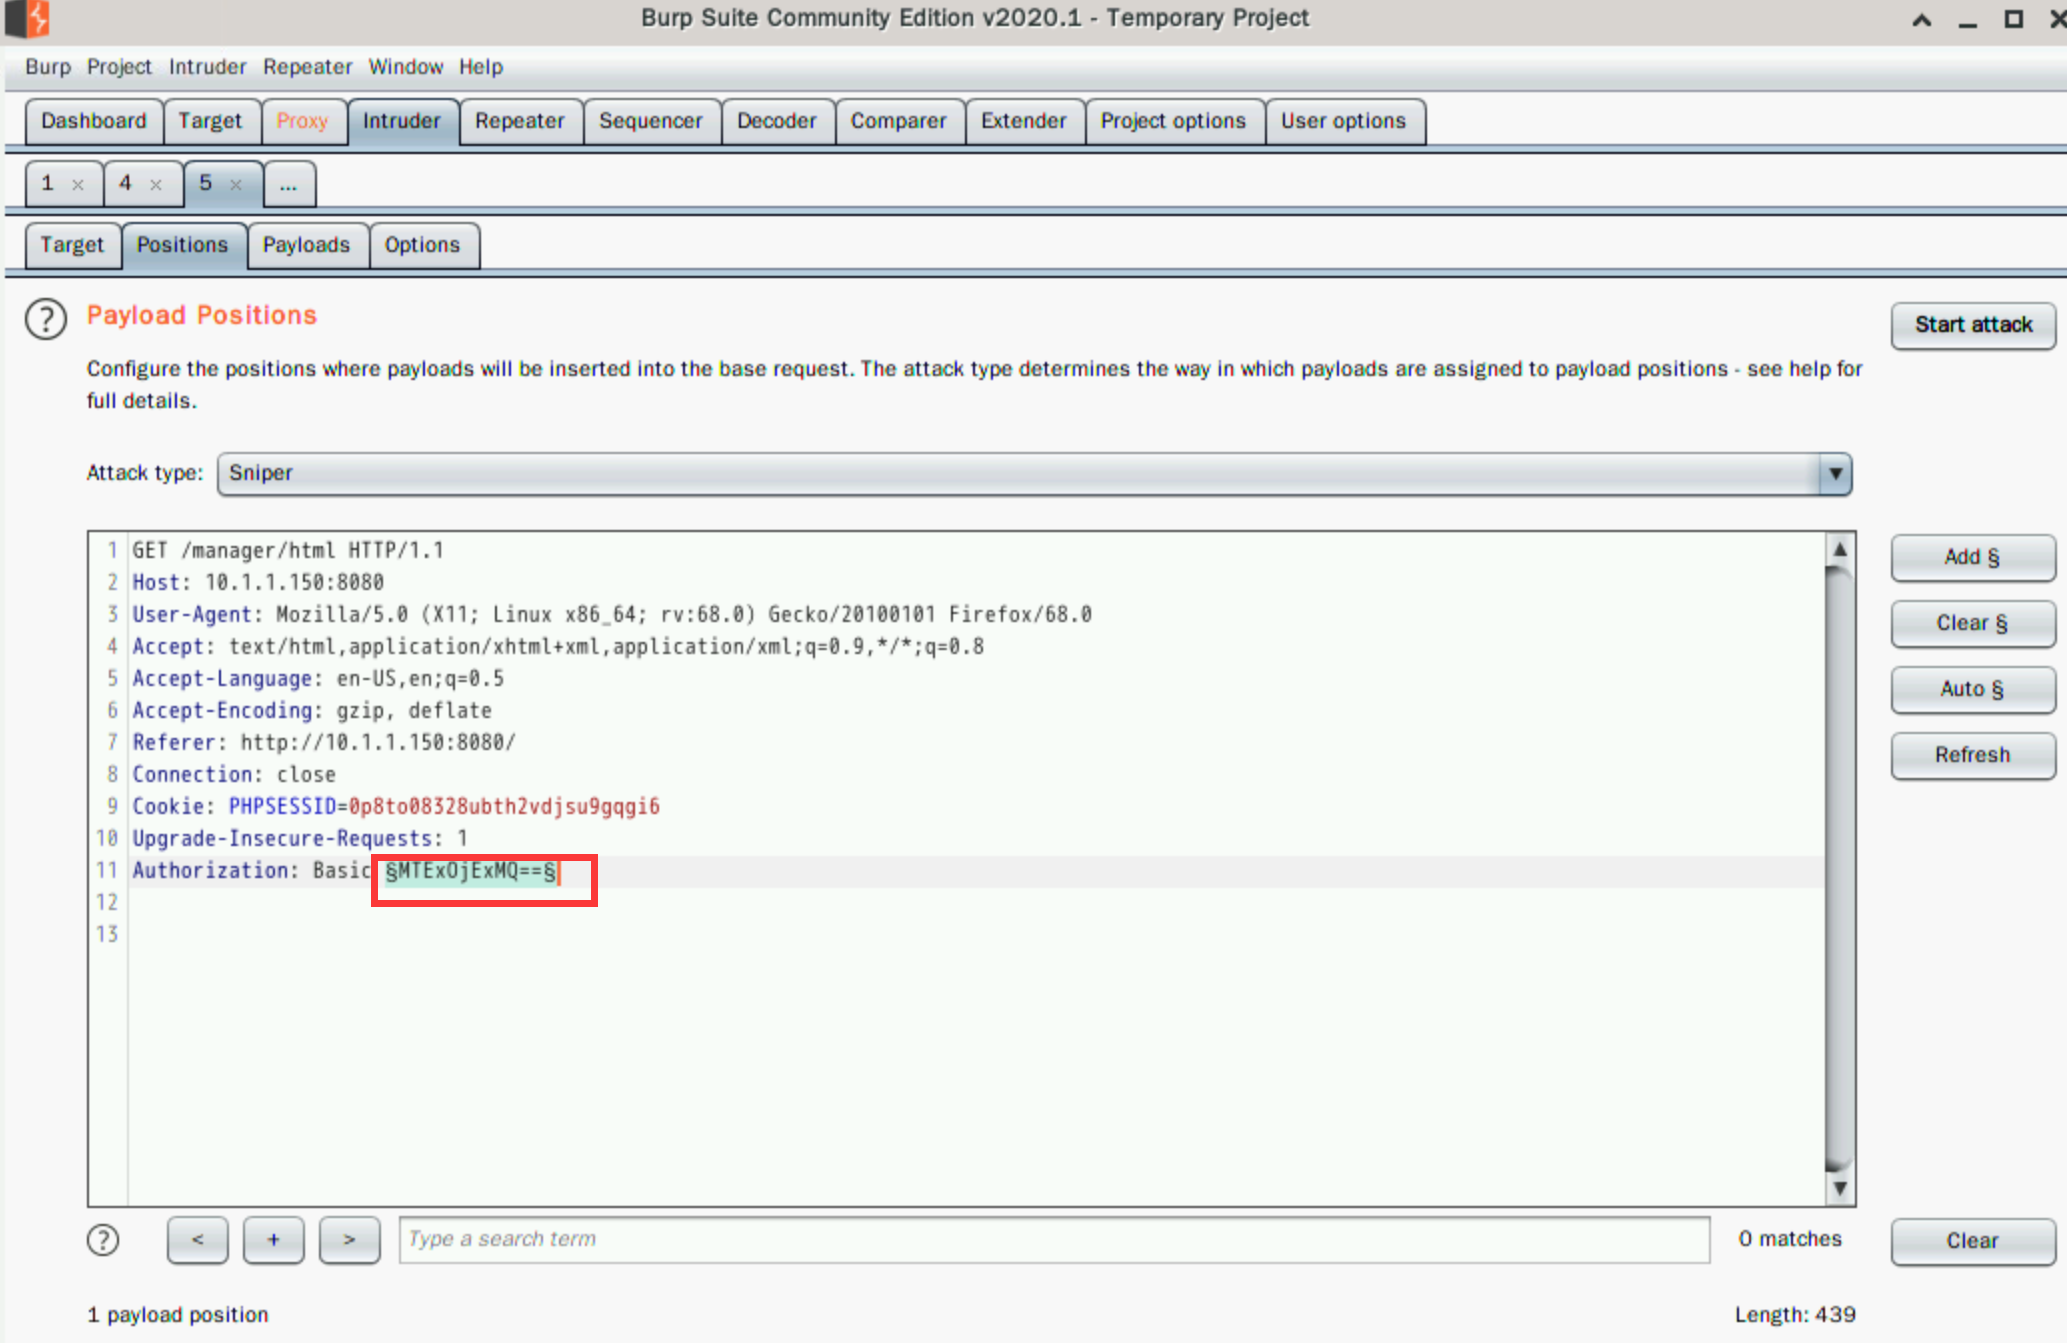 Burp Suite Community Edition v2020.1 - Temporary Project
Burp Project Intruder Repeater Window Help
Dashboard Target Proxy Intruder Repeater Sequencer Decoder Comparer Extender Project options User options
1 × 4 × 5 × ...
Target Positions Payloads Options
? Payload Positions
Start attack
Configure the positions where payloads will be inserted into the base request. The attack type determines the way in which payloads are assigned to payload positions - see help for
full details.
Attack type: Sniper
1 GET /manager/html HTTP/1.1
2 Host: 10.1.1.150:8080
3 User-Agent: Mozilla/5.0 (X11; Linux x86_64; rv:68.0) Gecko/20100101 Firefox/68.0
4 Accept: text/html,application/xhtml+xml,application/xml;q=0.9,*/*;q=0.8
5 Accept-Language: en-US,en;q=0.5
6 Accept-Encoding: gzip, deflate
7 Referer: http://10.1.1.150:8080/
8 Connection: close
9 Cookie: PHPSESSID=0p8to08328ubth2vdjsu9gqgi6
10 Upgrade-Insecure-Requests: 1
11 Authorization: Basic §MTExOjExMQ==§
12
13
Add §
Clear §
Auto §
Refresh
? < + > Type a search term 0 matches Clear
1 payload position Length: 439